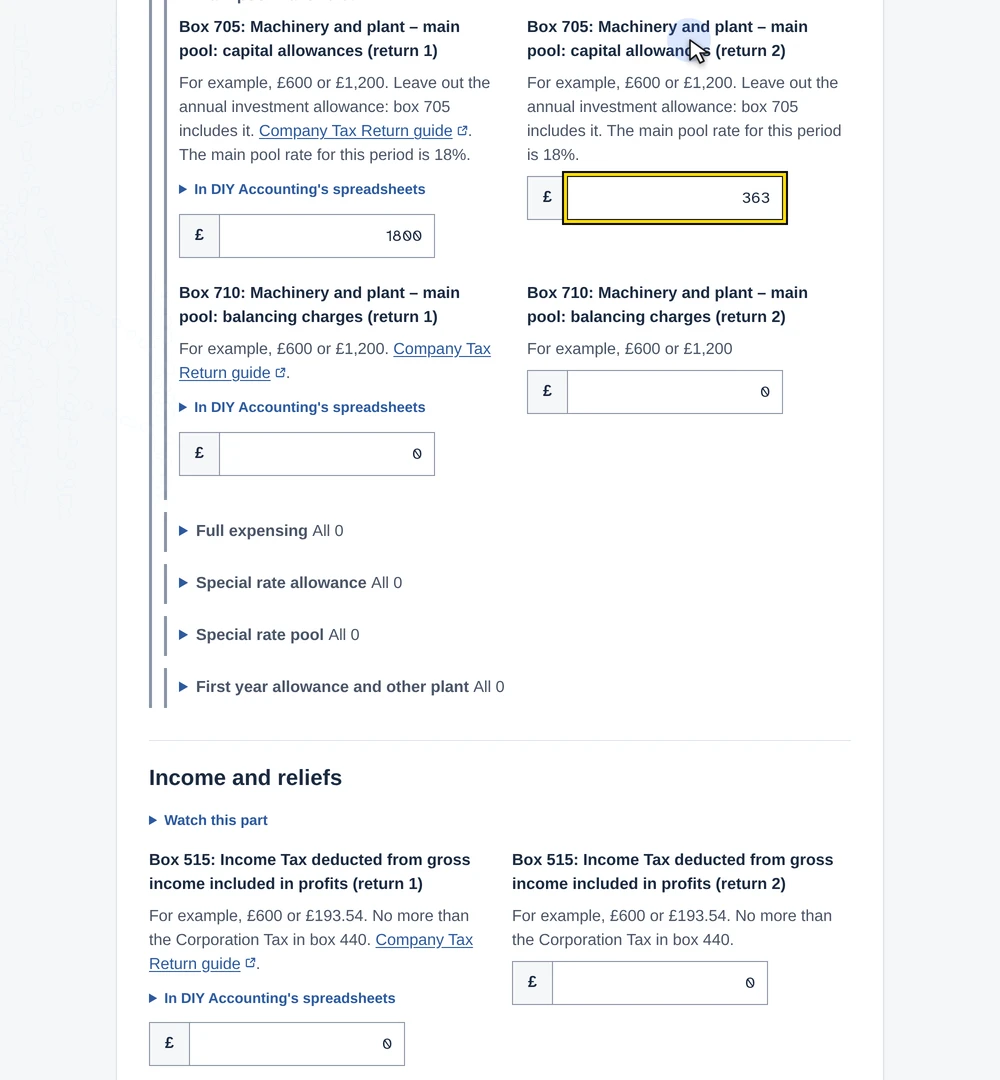 Box 705: Machinery and plant – main
pool: capital allowances (return 1)
For example, £600 or £1,200. Leave out the
annual investment allowance: box 705
includes it. Company Tax Return guide.
The main pool rate for this period is 18%.
In DIY Accounting's spreadsheets
£ 1800
Box 705: Machinery and plant – main
pool: capital allowances (return 2)
For example, £600 or £1,200. Leave out the
annual investment allowance: box 705
includes it. The main pool rate for this period
is 18%.
£ 363
Box 710: Machinery and plant – main
pool: balancing charges (return 1)
For example, £600 or £1,200. Company Tax
Return guide.
In DIY Accounting's spreadsheets
£ 0
Box 710: Machinery and plant – main
pool: balancing charges (return 2)
For example, £600 or £1,200
£ 0
Full expensing All 0
Special rate allowance All 0
Special rate pool All 0
First year allowance and other plant All 0
Income and reliefs
Watch this part
Box 515: Income Tax deducted from gross
income included in profits (return 1)
For example, £600 or £193.54. No more than
the Corporation Tax in box 440. Company Tax
Return guide.
In DIY Accounting's spreadsheets
£ 0
Box 515: Income Tax deducted from gross
income included in profits (return 2)
For example, £600 or £193.54. No more than
the Corporation Tax in box 440.
£ 0